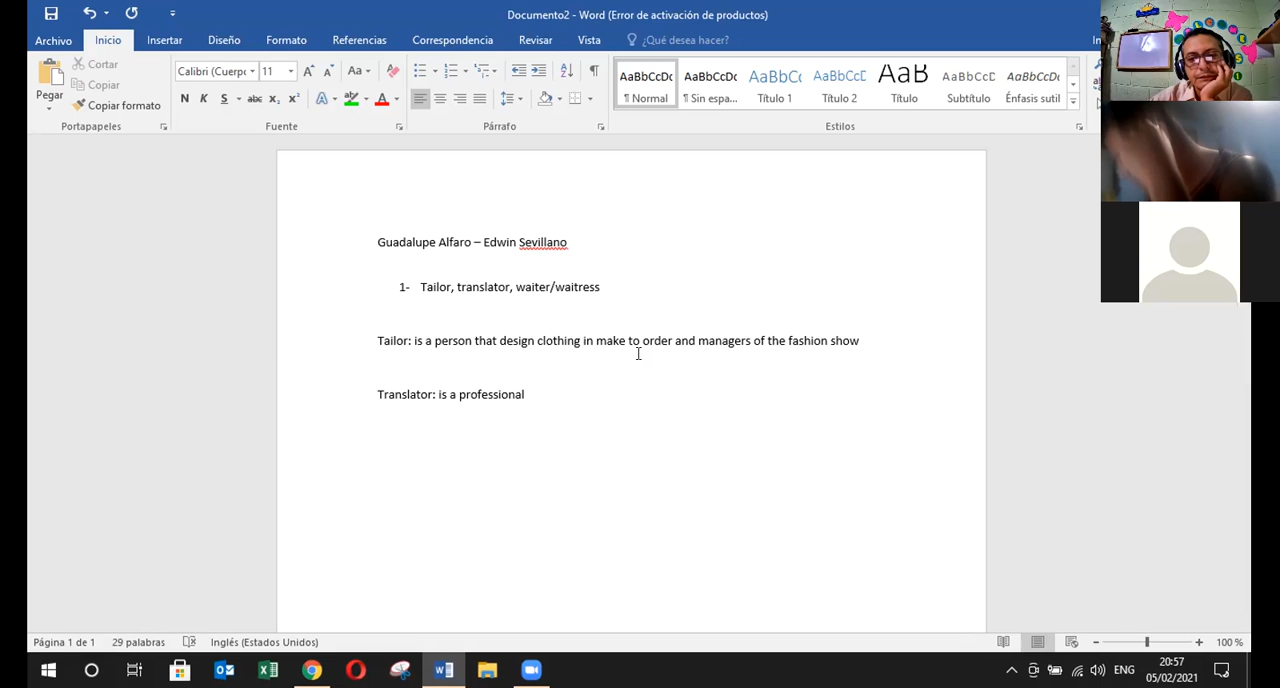 Documento2 - Word (Error de activación de productos)
Archivo Inicio Insertar Diseño Formato Referencias Correspondencia Revisar Vista ¿Qué desea hacer?
Pegar
Cortar
Copiar
Copiar formato
Portapapeles
Calibri (Cuerpo 11
Aa
N K S abc x₂ x² A A
Fuente
Párrafo
AaBbCcDc AaBbCcDc AaBbCc AaBbCcD AaB AaBbCcD AaBbCcDc
¶ Normal ¶ Sin espa... Título 1 Título 2 Título Subtítulo Énfasis sutil
Estilos
Guadalupe Alfaro – Edwin Sevillano
1- Tailor, translator, waiter/waitress
Tailor: is a person that design clothing in make to order and managers of the fashion show
Translator: is a professional
Página 1 de 1 29 palabras Inglés (Estados Unidos) 100 %
ENG
20:57
05/02/2021